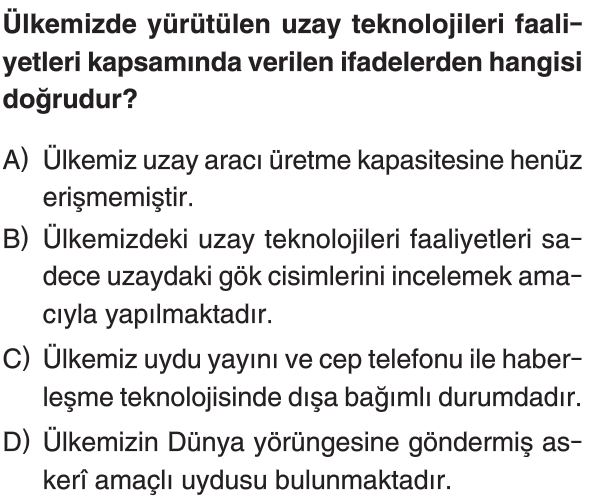 Ülkemizde yürütülen uzay teknolojileri faali-
yetleri kapsamında verilen ifadelerden hangisi
doğrudur?
A) Ülkemiz uzay aracı üretme kapasitesine henüz
erişmemiştir.
B) Ülkemizdeki uzay teknolojileri faaliyetleri sa-
dece uzaydaki gök cisimlerini incelemek ama-
cıyla yapılmaktadır.
C) Ülkemiz uydu yayını ve cep telefonu ile haber-
leşme teknolojisinde dışa bağımlı durumdadır.
D) Ülkemizin Dünya yörüngesine göndermiş as-
kerî amaçlı uydusu bulunmaktadır.